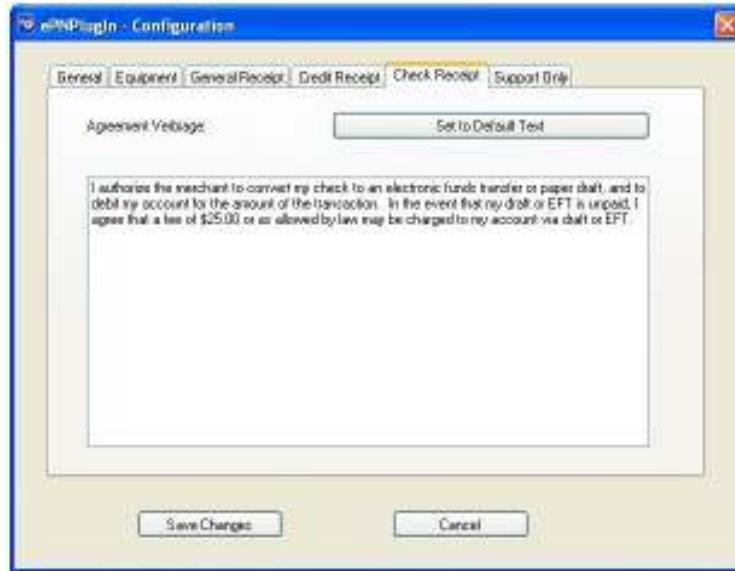 ePNPlugIn - Configuration
General Equipment General Receipt Credit Receipt Check Receipt Support Only
Agreement Verbiage: Set to Default Text
I authorize the merchant to convert my check to an electronic funds transfer or paper draft, and to
debit my account for the amount of the transaction. In the event that my draft or EFT is unpaid, I
agree that a fee of $25.00 or as allowed by law may be charged to my account via draft or EFT.
Save Changes Cancel